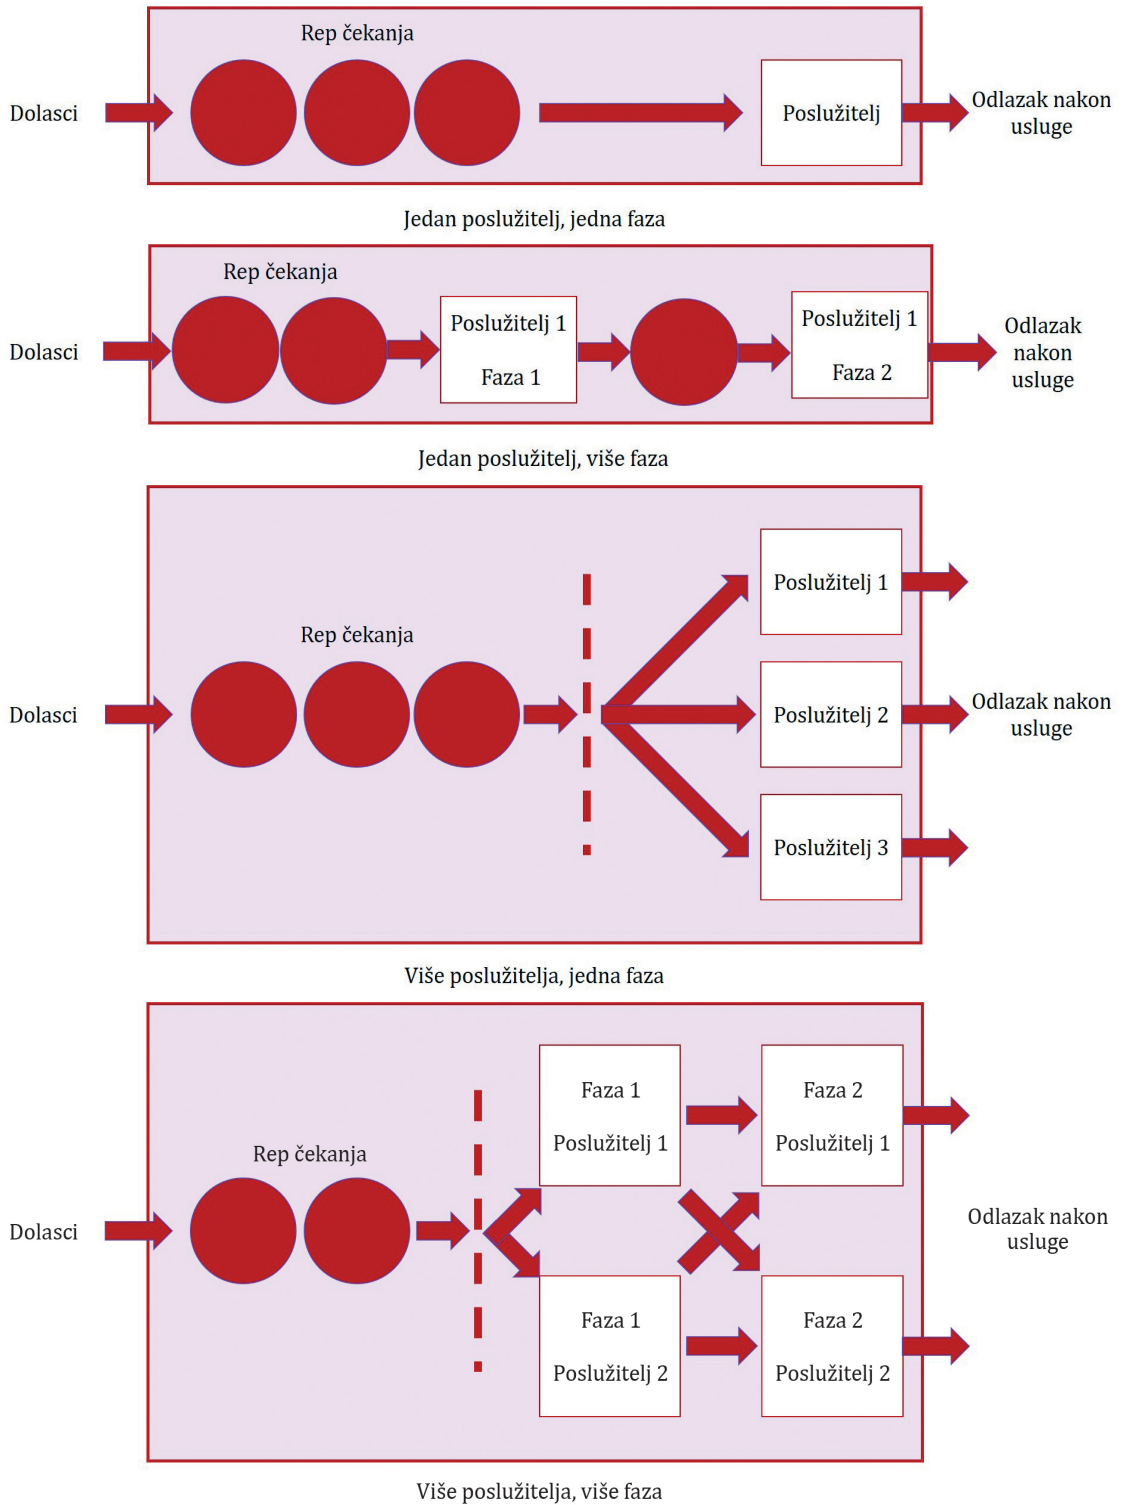 Rep čekanja
Dolasci
Poslužitelj
Odlazak nakon
usluge
Jedan poslužitelj, jedna faza
Rep čekanja
Dolasci
Poslužitelj 1
Faza 1
Poslužitelj 1
Faza 2
Odlazak
nakon
usluge
Jedan poslužitelj, više faza
Rep čekanja
Dolasci
Poslužitelj 1
Poslužitelj 2
Poslužitelj 3
Odlazak nakon
usluge
Više poslužitelja, jedna faza
Rep čekanja
Dolasci
Faza 1
Poslužitelj 1
Faza 2
Poslužitelj 1
Faza 1
Poslužitelj 2
Faza 2
Poslužitelj 2
Odlazak nakon
usluge
Više poslužitelja, više faza